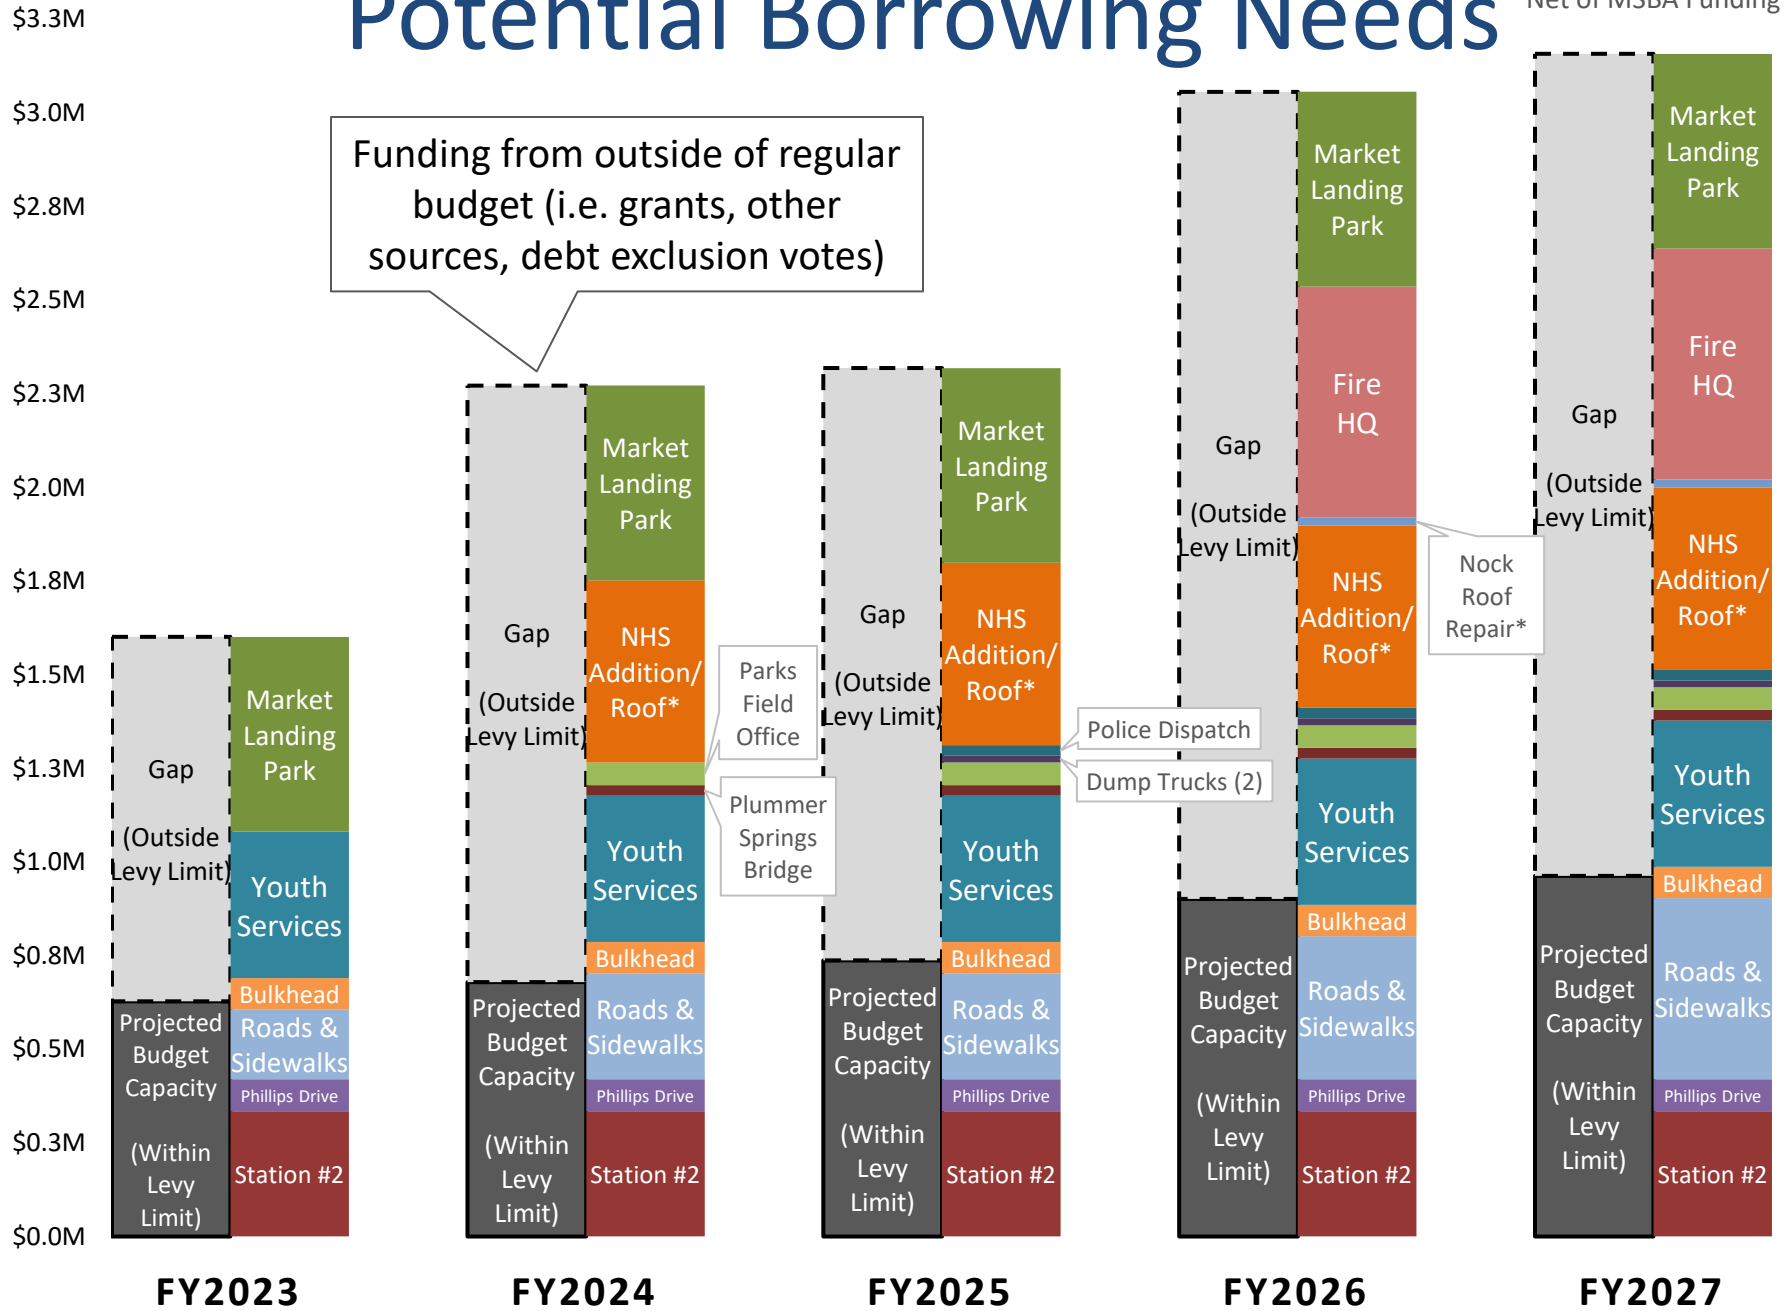 Potential Borrowing Needs
Net of MSBA Funding
$3.3M
$3.0M
$2.8M
$2.5M
$2.3M
$2.0M
$1.8M
$1.5M
$1.3M
$1.0M
$0.8M
$0.5M
$0.3M
$0.0M
Funding from outside of regular
budget (i.e. grants, other
sources, debt exclusion votes)
Gap
(Outside
Levy Limit)
Projected
Budget
Capacity
(Within
Levy
Limit)
Market
Landing
Park
Youth
Services
Bulkhead
Roads &
Sidewalks
Phillips Drive
Station #2
FY2023
Gap
(Outside
Levy Limit)
Projected
Budget
Capacity
(Within
Levy
Limit)
Market
Landing
Park
NHS
Addition/
Roof*
Parks
Field
Office
Plummer
Springs
Bridge
Youth
Services
Bulkhead
Roads &
Sidewalks
Phillips Drive
Station #2
FY2024
Gap
(Outside
Levy Limit)
Projected
Budget
Capacity
(Within
Levy
Limit)
Market
Landing
Park
NHS
Addition/
Roof*
Police Dispatch
Dump Trucks (2)
Youth
Services
Bulkhead
Roads &
Sidewalks
Phillips Drive
Station #2
FY2025
Gap
(Outside
Levy Limit)
Projected
Budget
Capacity
(Within
Levy
Limit)
Market
Landing
Park
Fire
HQ
Nock
Roof
Repair*
NHS
Addition/
Roof*
Youth
Services
Bulkhead
Roads &
Sidewalks
Phillips Drive
Station #2
FY2026
Gap
(Outside
Levy Limit)
Projected
Budget
Capacity
(Within
Levy
Limit)
Market
Landing
Park
Fire
HQ
NHS
Addition/
Roof*
Youth
Services
Bulkhead
Roads &
Sidewalks
Phillips Drive
Station #2
FY2027